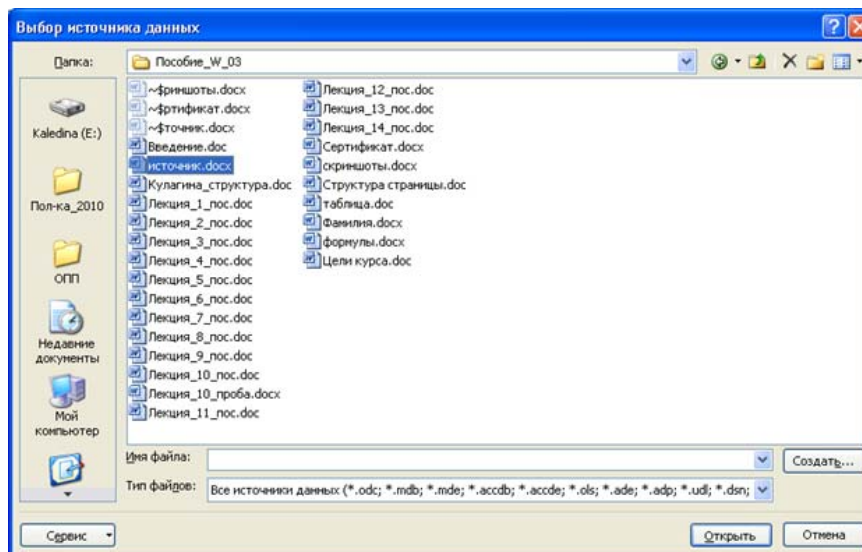 Выбор источника данных
Папка:
Пособие_W_03
Kaledina (E:)
Пол-ка_2010
ОПП
Недавние
документы
Мой
компьютер
~$риншоты.docx
~$ртификат.docx
~$точник.docx
Введение.doc
источник.docx
Кулагина_структура.doc
Лекция_1_пос.doc
Лекция_2_пос.doc
Лекция_3_пос.doc
Лекция_4_пос.doc
Лекция_5_пос.doc
Лекция_6_пос.doc
Лекция_7_пос.doc
Лекция_8_пос.doc
Лекция_9_пос.doc
Лекция_10_пос.doc
Лекция_10_проба.docx
Лекция_11_пос.doc
Лекция_12_пос.doc
Лекция_13_пос.doc
Лекция_14_пос.doc
Сертификат.docx
скриншоты.docx
Структура страницы.doc
таблица.doc
Фамилия.docx
формулы.docx
Цели курса.doc
Имя файла:
Создать...
Тип файлов:
Все источники данных (*.odc; *.mdb; *.mde; *.accdb; *.accde; *.ols; *.ade; *.adp; *.udl; *.dsn;
Сервис
Открыть
Отмена